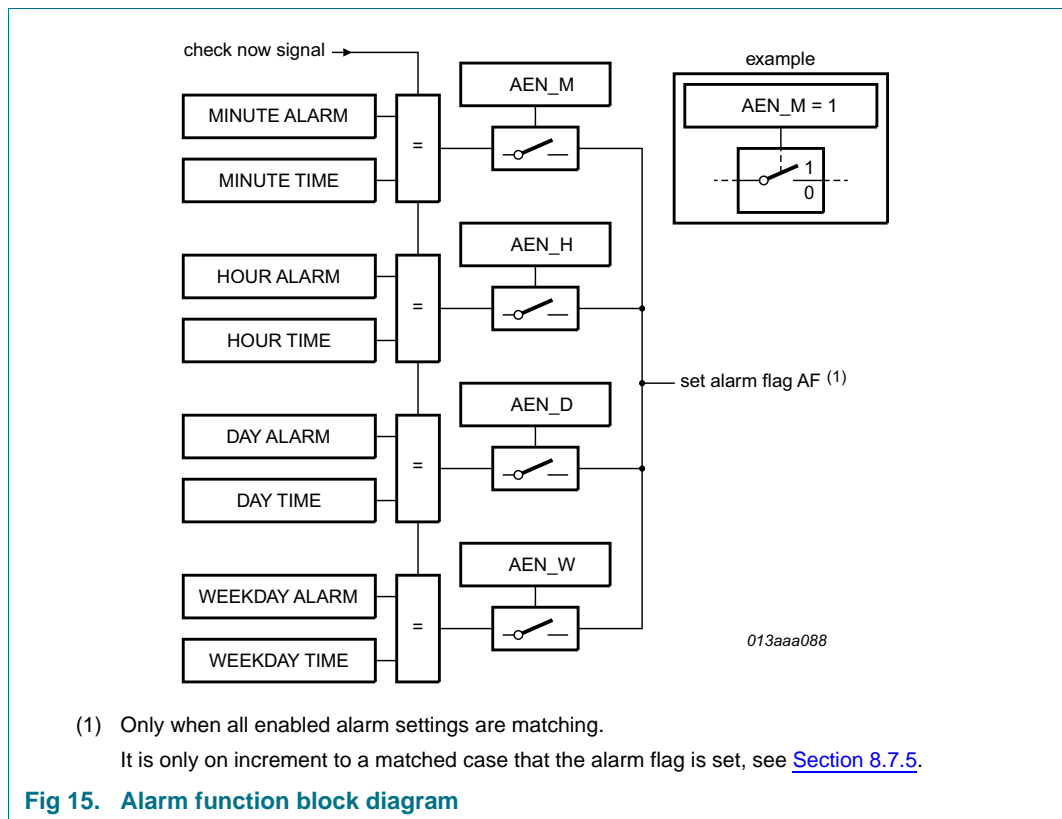 check now signal
example
AEN_M
AEN_M = 1
MINUTE ALARM
=
1
MINUTE TIME
0
AEN_H
HOUR ALARM
=
HOUR TIME
set alarm flag AF (1)
AEN_D
DAY ALARM
=
DAY TIME
AEN_W
WEEKDAY ALARM
=
WEEKDAY TIME
013aaa088
(1) Only when all enabled alarm settings are matching.
It is only on increment to a matched case that the alarm flag is set, see Section 8.7.5.
Fig 15. Alarm function block diagram